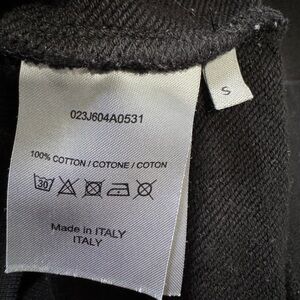 023J604A0531
100% COTTON / COTONE / COTON
30
Made in ITALY
ITALY
S